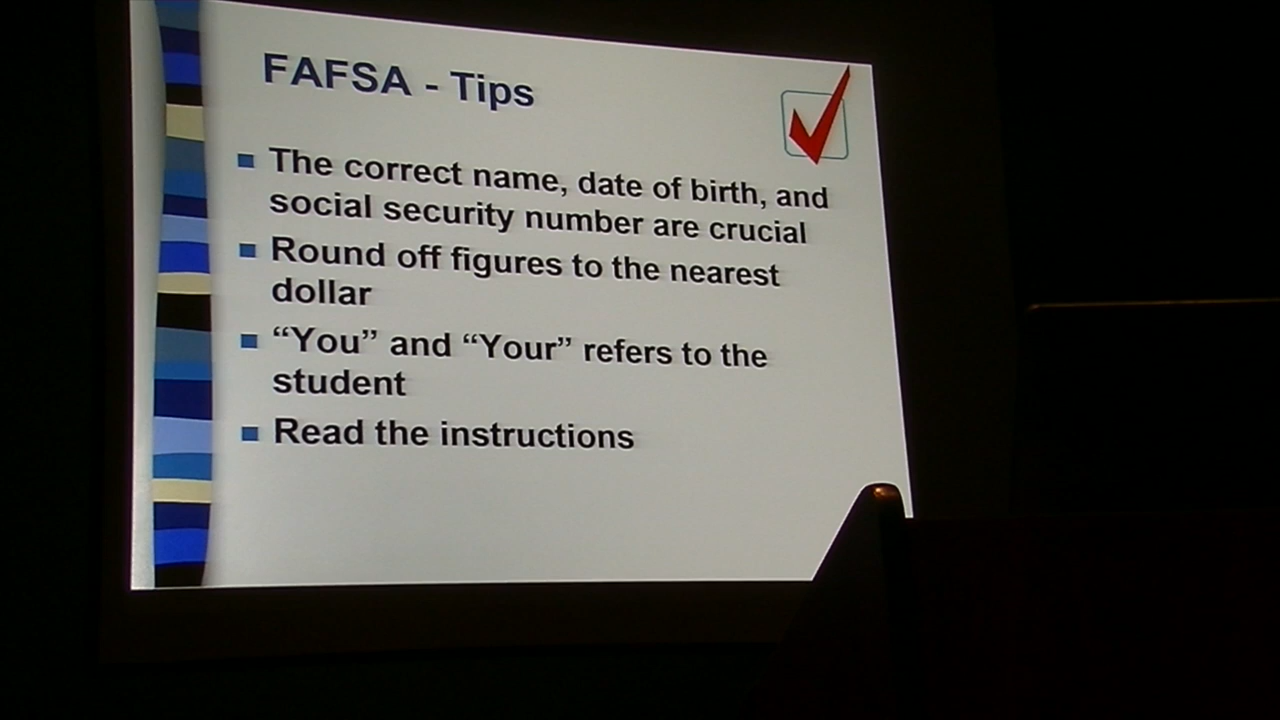 FAFSA - Tips
The correct name, date of birth, and
social security number are crucial
Round off figures to the nearest
dollar
“You” and “Your” refers to the
student
Read the instructions